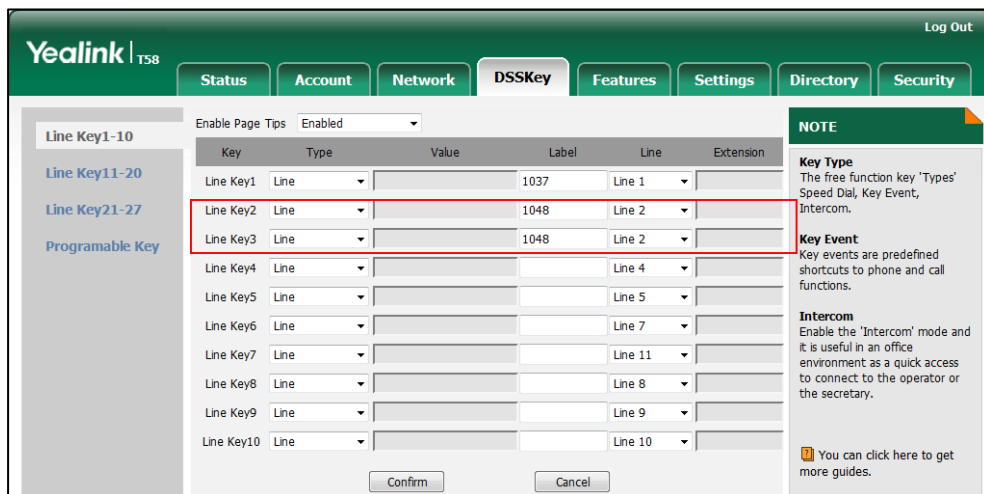 Log Out
Yealink T58
Status Account Network DSSKey Features Settings Directory Security
Line Key1-10
Line Key11-20
Line Key21-27
Programable Key
Enable Page Tips Enabled
Key Type Value Label Line Extension
Line Key1 Line 1037 Line 1
Line Key2 Line 1048 Line 2
Line Key3 Line 1048 Line 2
Line Key4 Line Line 4
Line Key5 Line Line 5
Line Key6 Line Line 7
Line Key7 Line Line 11
Line Key8 Line Line 8
Line Key9 Line Line 9
Line Key10 Line Line 10
Confirm Cancel
NOTE
Key Type
The free function key 'Types'
Speed Dial, Key Event,
Intercom.
Key Event
Key events are predefined
shortcuts to phone and call
functions.
Intercom
Enable the 'Intercom' mode and
it is useful in an office
environment as a quick access
to connect to the operator or
the secretary.
? You can click here to get
more guides.